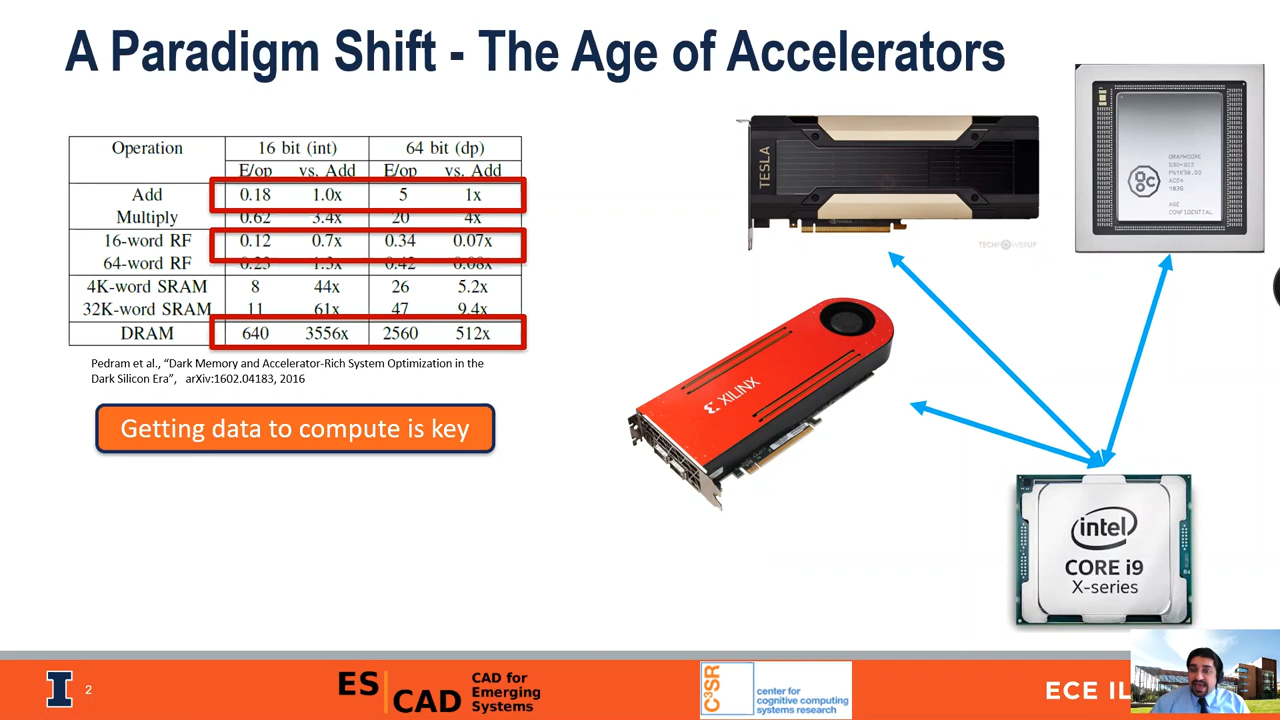 A Paradigm Shift - The Age of Accelerators
Operation 16 bit (int) 64 bit (dp)
E/op vs. Add E/op vs. Add
Add 0.18 1.0x 5 1x
Multiply 0.62 3.4x 20 4x
16-word RF 0.12 0.7x 0.34 0.07x
64-word RF 0.23 1.3x 0.42 0.08x
4K-word SRAM 8 44x 26 5.2x
32K-word SRAM 11 61x 47 9.4x
DRAM 640 3556x 2560 512x
Pedram et al., “Dark Memory and Accelerator-Rich System Optimization in the
Dark Silicon Era”, arXiv:1602.04183, 2016
Getting data to compute is key
TESLA
TECHPOWERUP
GRAPHCORE
AGE
CONFIDENTIAL
XILINX
intel
CORE i9
X-series
I
2
ES
CAD
CAD for
Emerging
Systems
C³SR
center for
cognitive computing
systems research
ECE IL